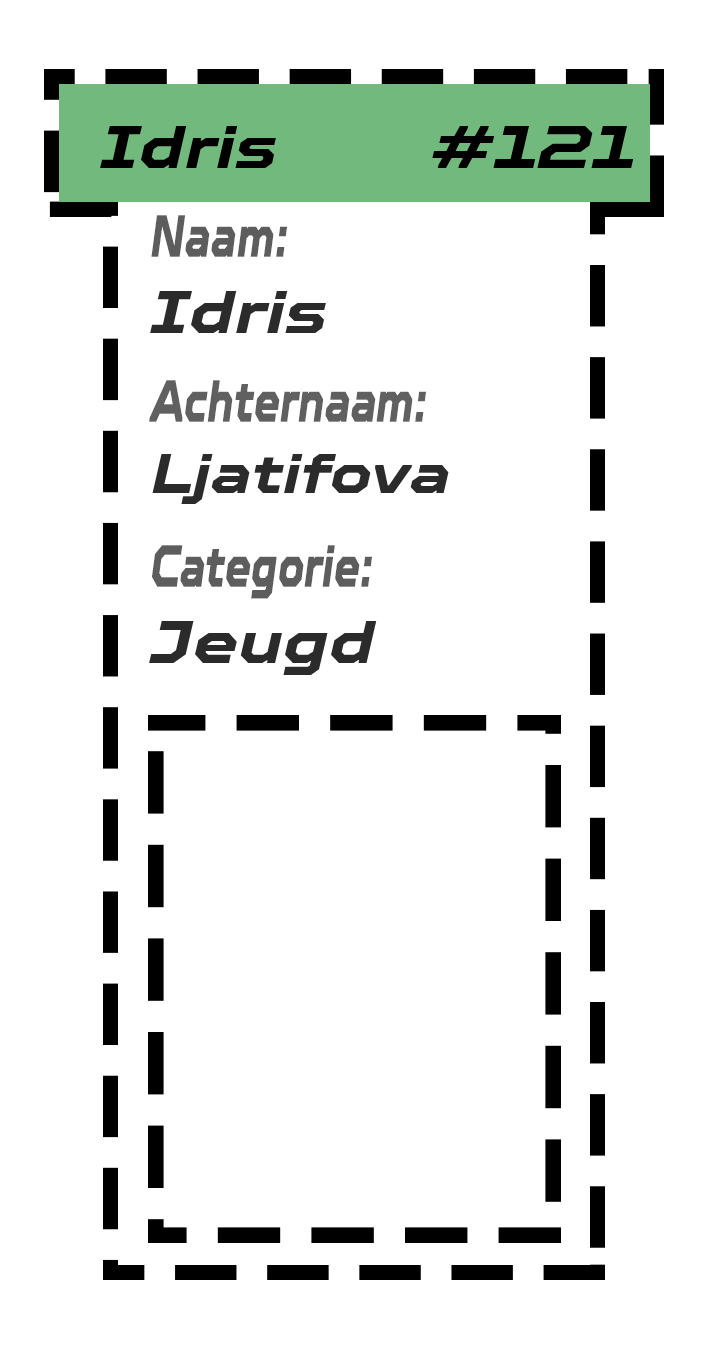 Idris #121
Naam:
Idris
Achternaam:
Ljatifova
Categorie:
Jeugd